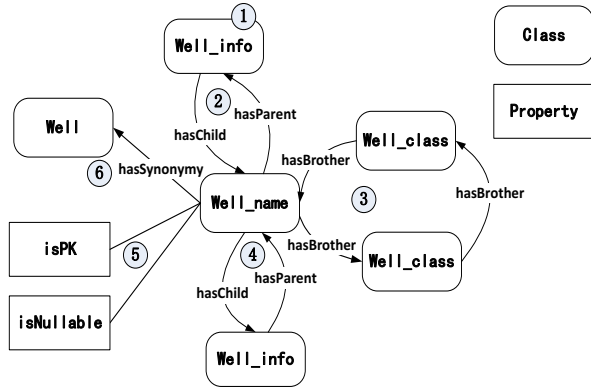 1
Well_info
Class
2
hasParent
hasChild
Property
Well
Well_class
hasBrother
6
hasSynonymy
hasBrother
Well_name
3
isPK
5
hasBrother
4
Well_class
hasParent
hasChild
isNullable
Well_info